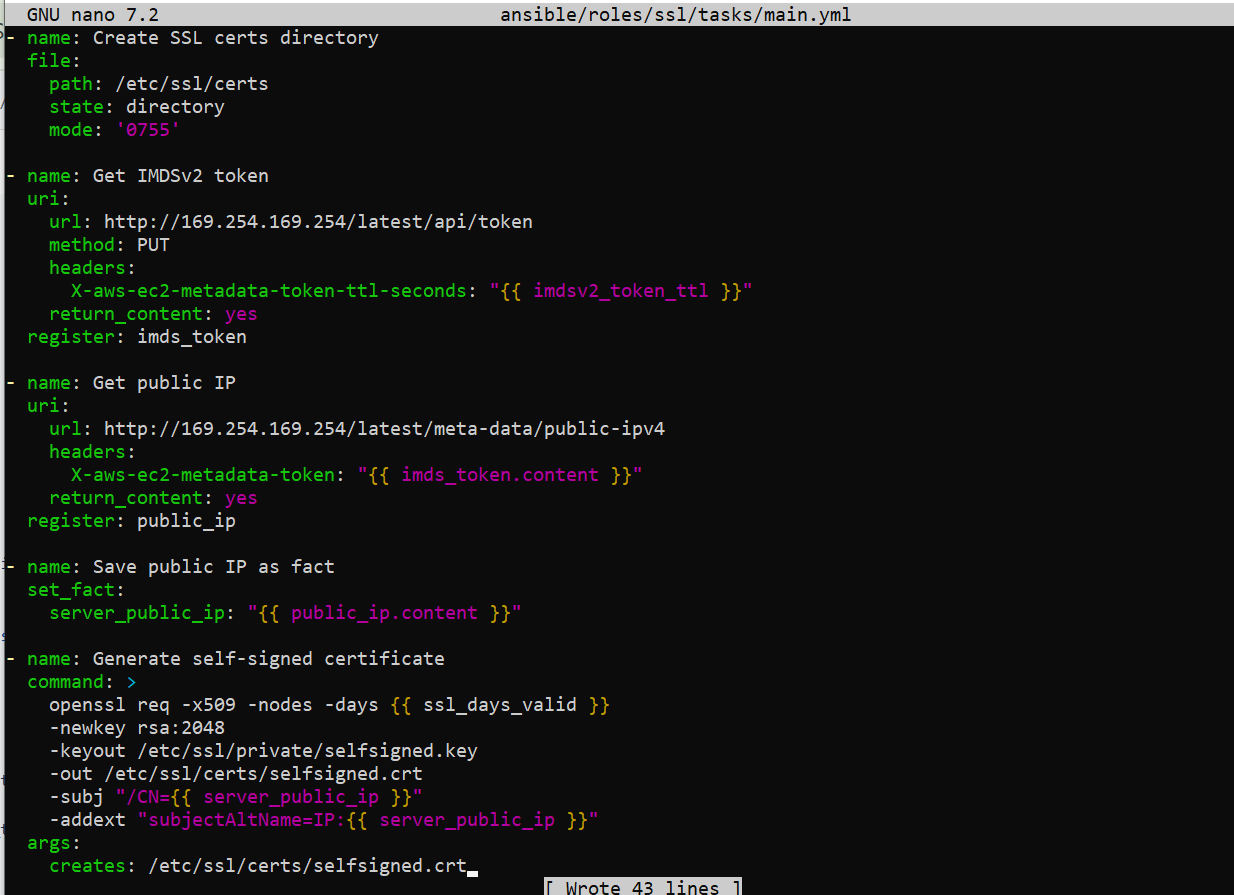 GNU nano 7.2 ansible/roles/ssl/tasks/main.yml
- name: Create SSL certs directory
  file:
    path: /etc/ssl/certs
    state: directory
    mode: '0755'

- name: Get IMDSv2 token
  uri:
    url: http://169.254.169.254/latest/api/token
    method: PUT
    headers:
      X-aws-ec2-metadata-token-ttl-seconds: "{{ imdsv2_token_ttl }}"
    return_content: yes
  register: imds_token

- name: Get public IP
  uri:
    url: http://169.254.169.254/latest/meta-data/public-ipv4
    headers:
      X-aws-ec2-metadata-token: "{{ imds_token.content }}"
    return_content: yes
  register: public_ip

- name: Save public IP as fact
  set_fact:
    server_public_ip: "{{ public_ip.content }}"

- name: Generate self-signed certificate
  command: >
    openssl req -x509 -nodes -days {{ ssl_days_valid }}
    -newkey rsa:2048
    -keyout /etc/ssl/private/selfsigned.key
    -out /etc/ssl/certs/selfsigned.crt
    -subj "/CN={{ server_public_ip }}"
    -addext "subjectAltName=IP:{{ server_public_ip }}"
  args:
    creates: /etc/ssl/certs/selfsigned.crt
[ Wrote 43 lines ]